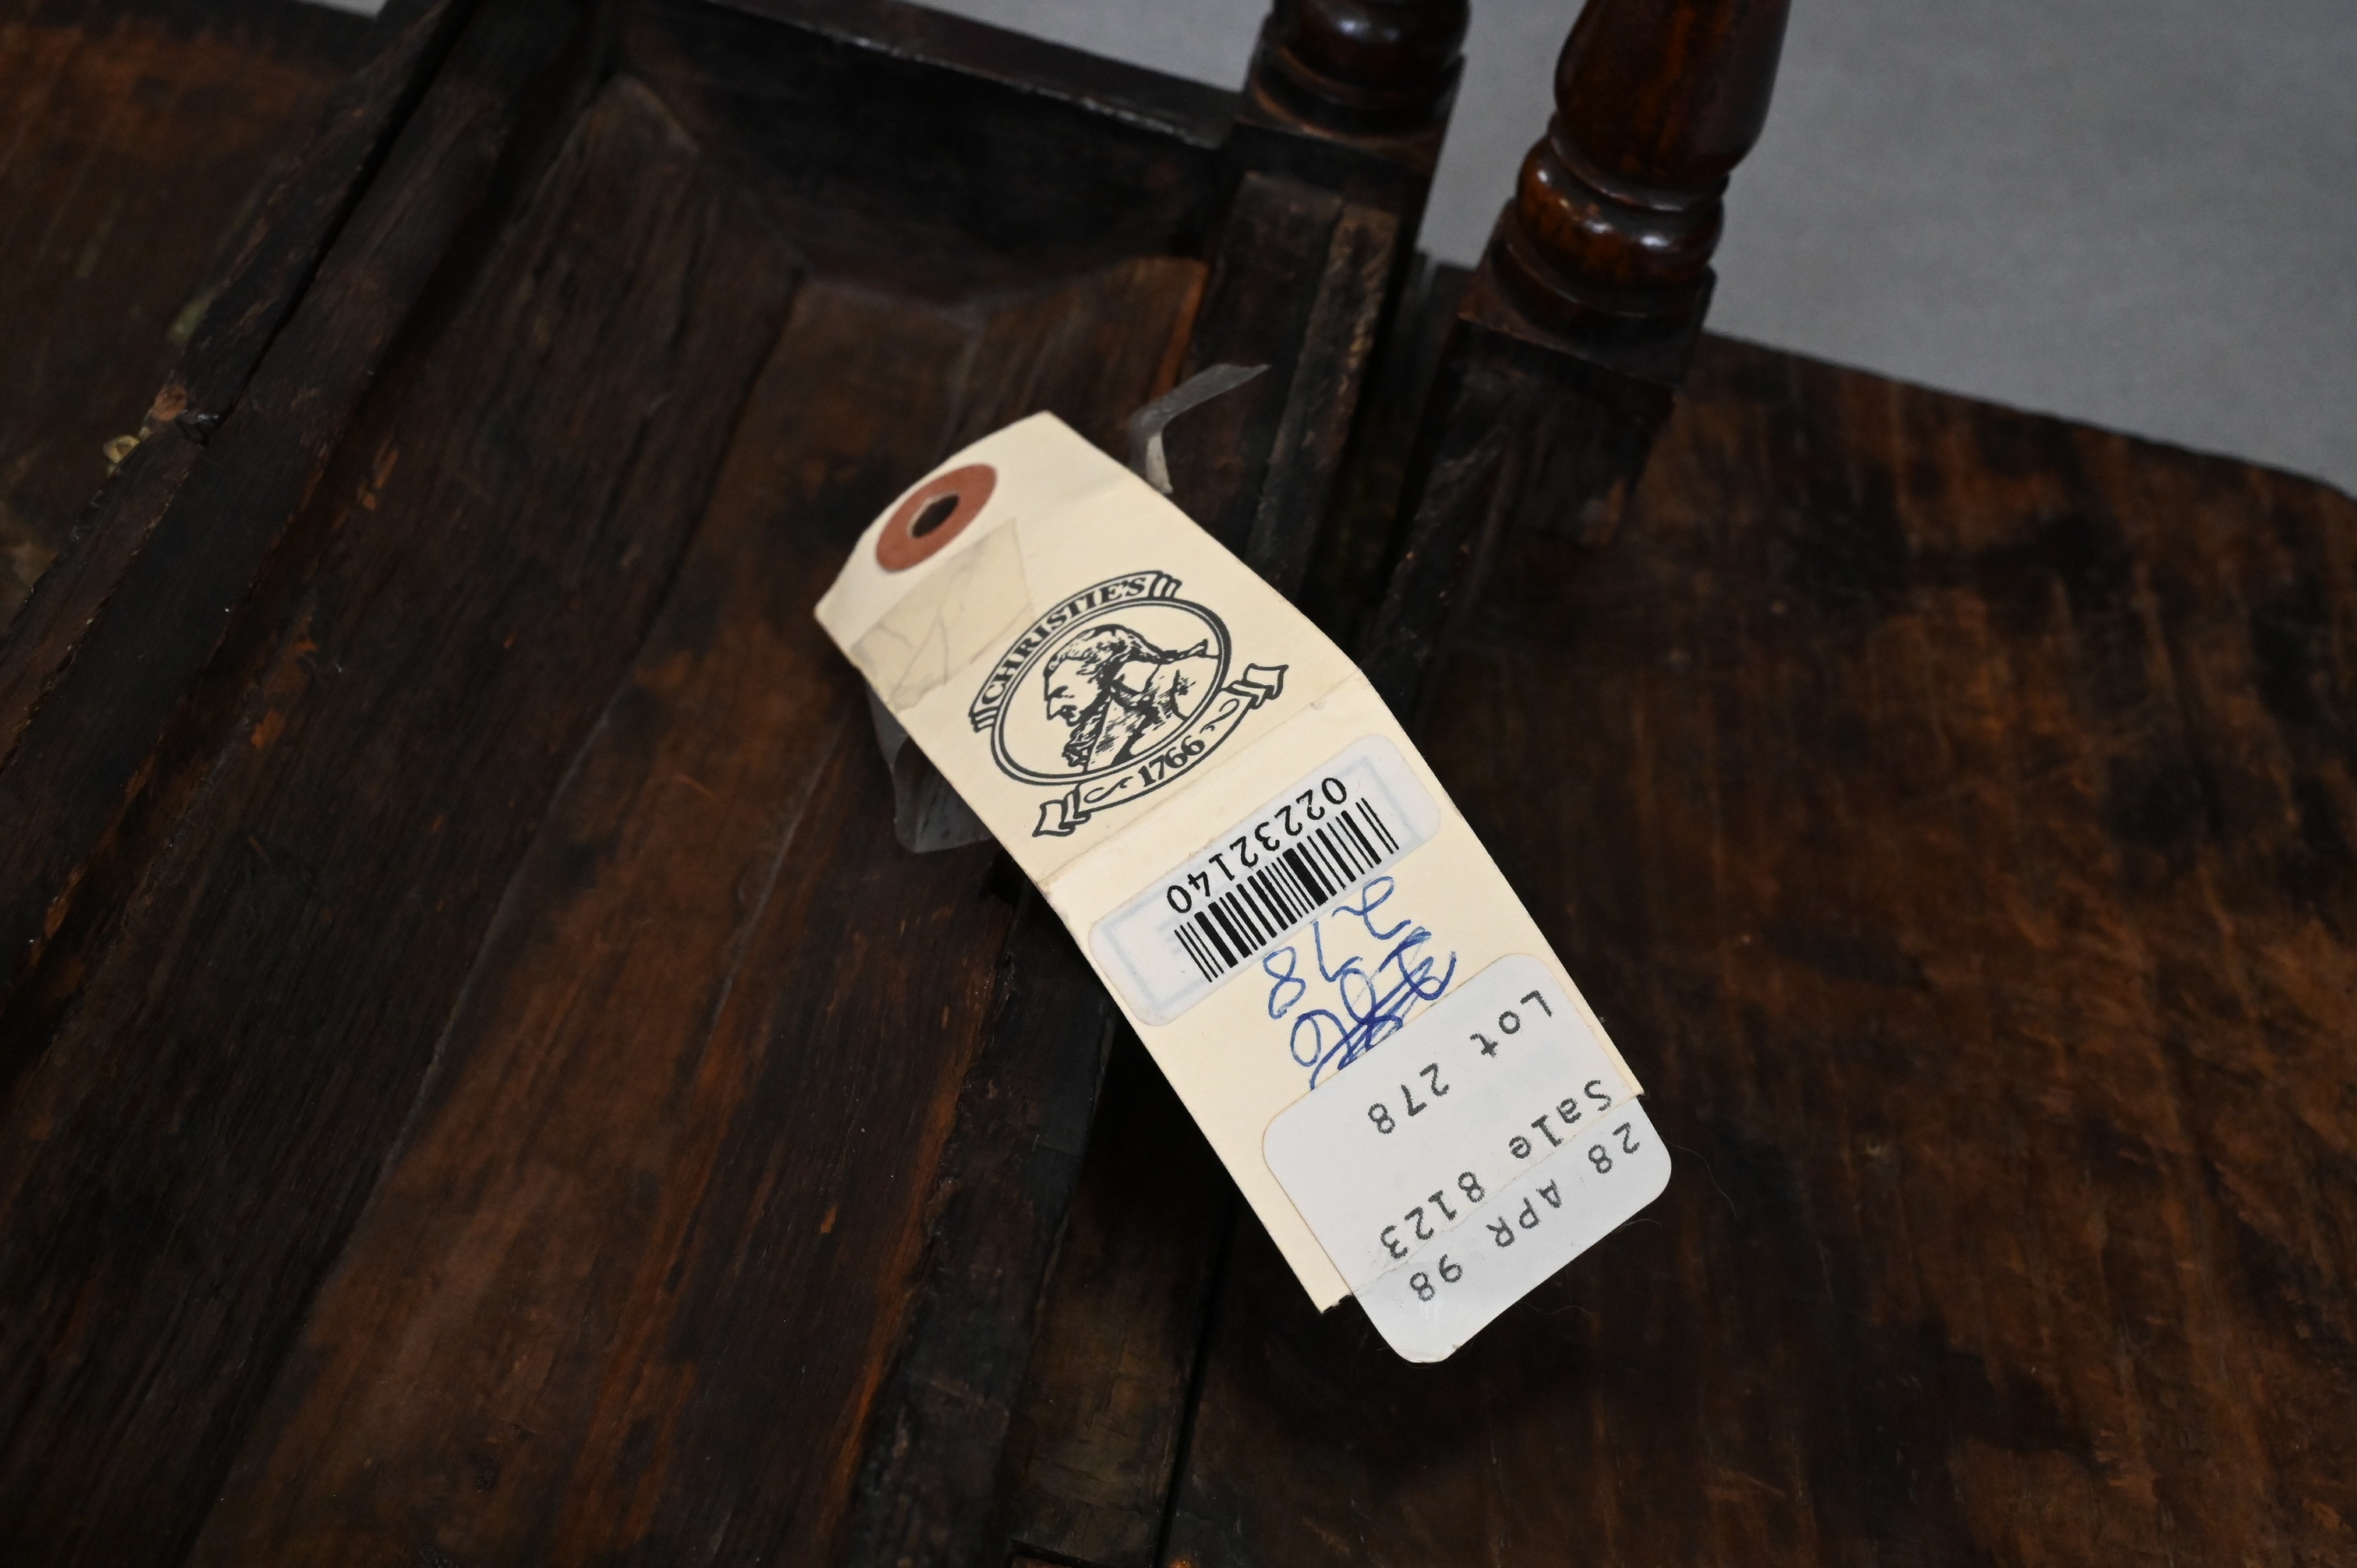 CHRISTIE'S
1766
02232140
278
Lot 278
Sale 8123
28 APR 98